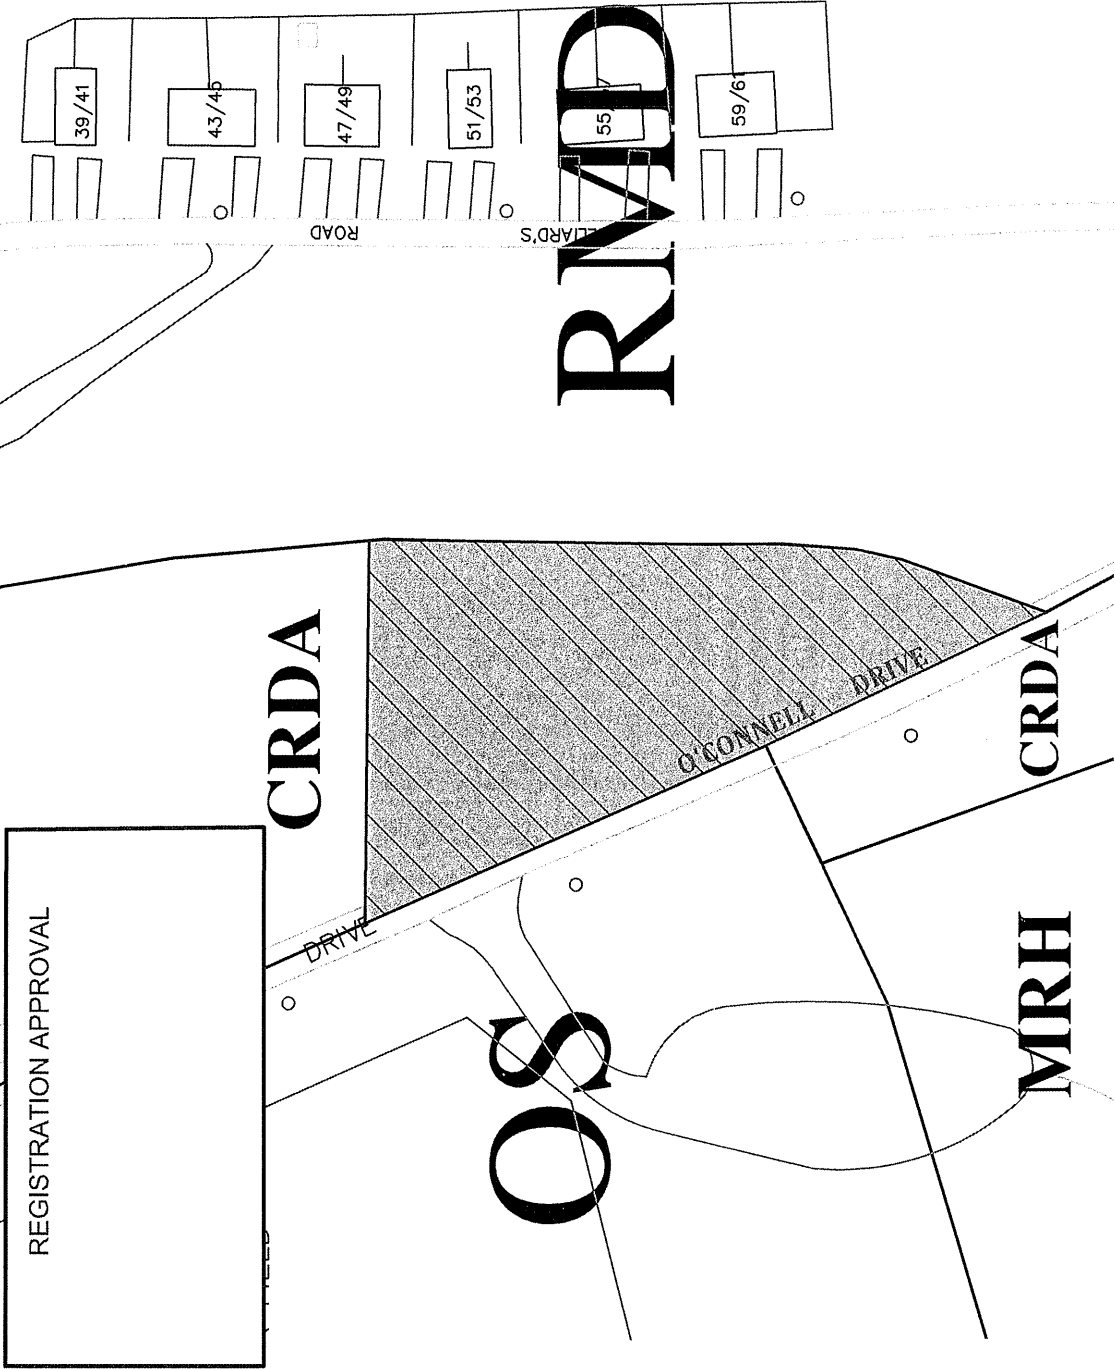 39/41
43/45
47/49
51/53
55
59/61
ROAD
RMD
CRDA
O'CONNELL DRIVE
CRDA
DRIVE
REGISTRATION APPROVAL
OS
MRH